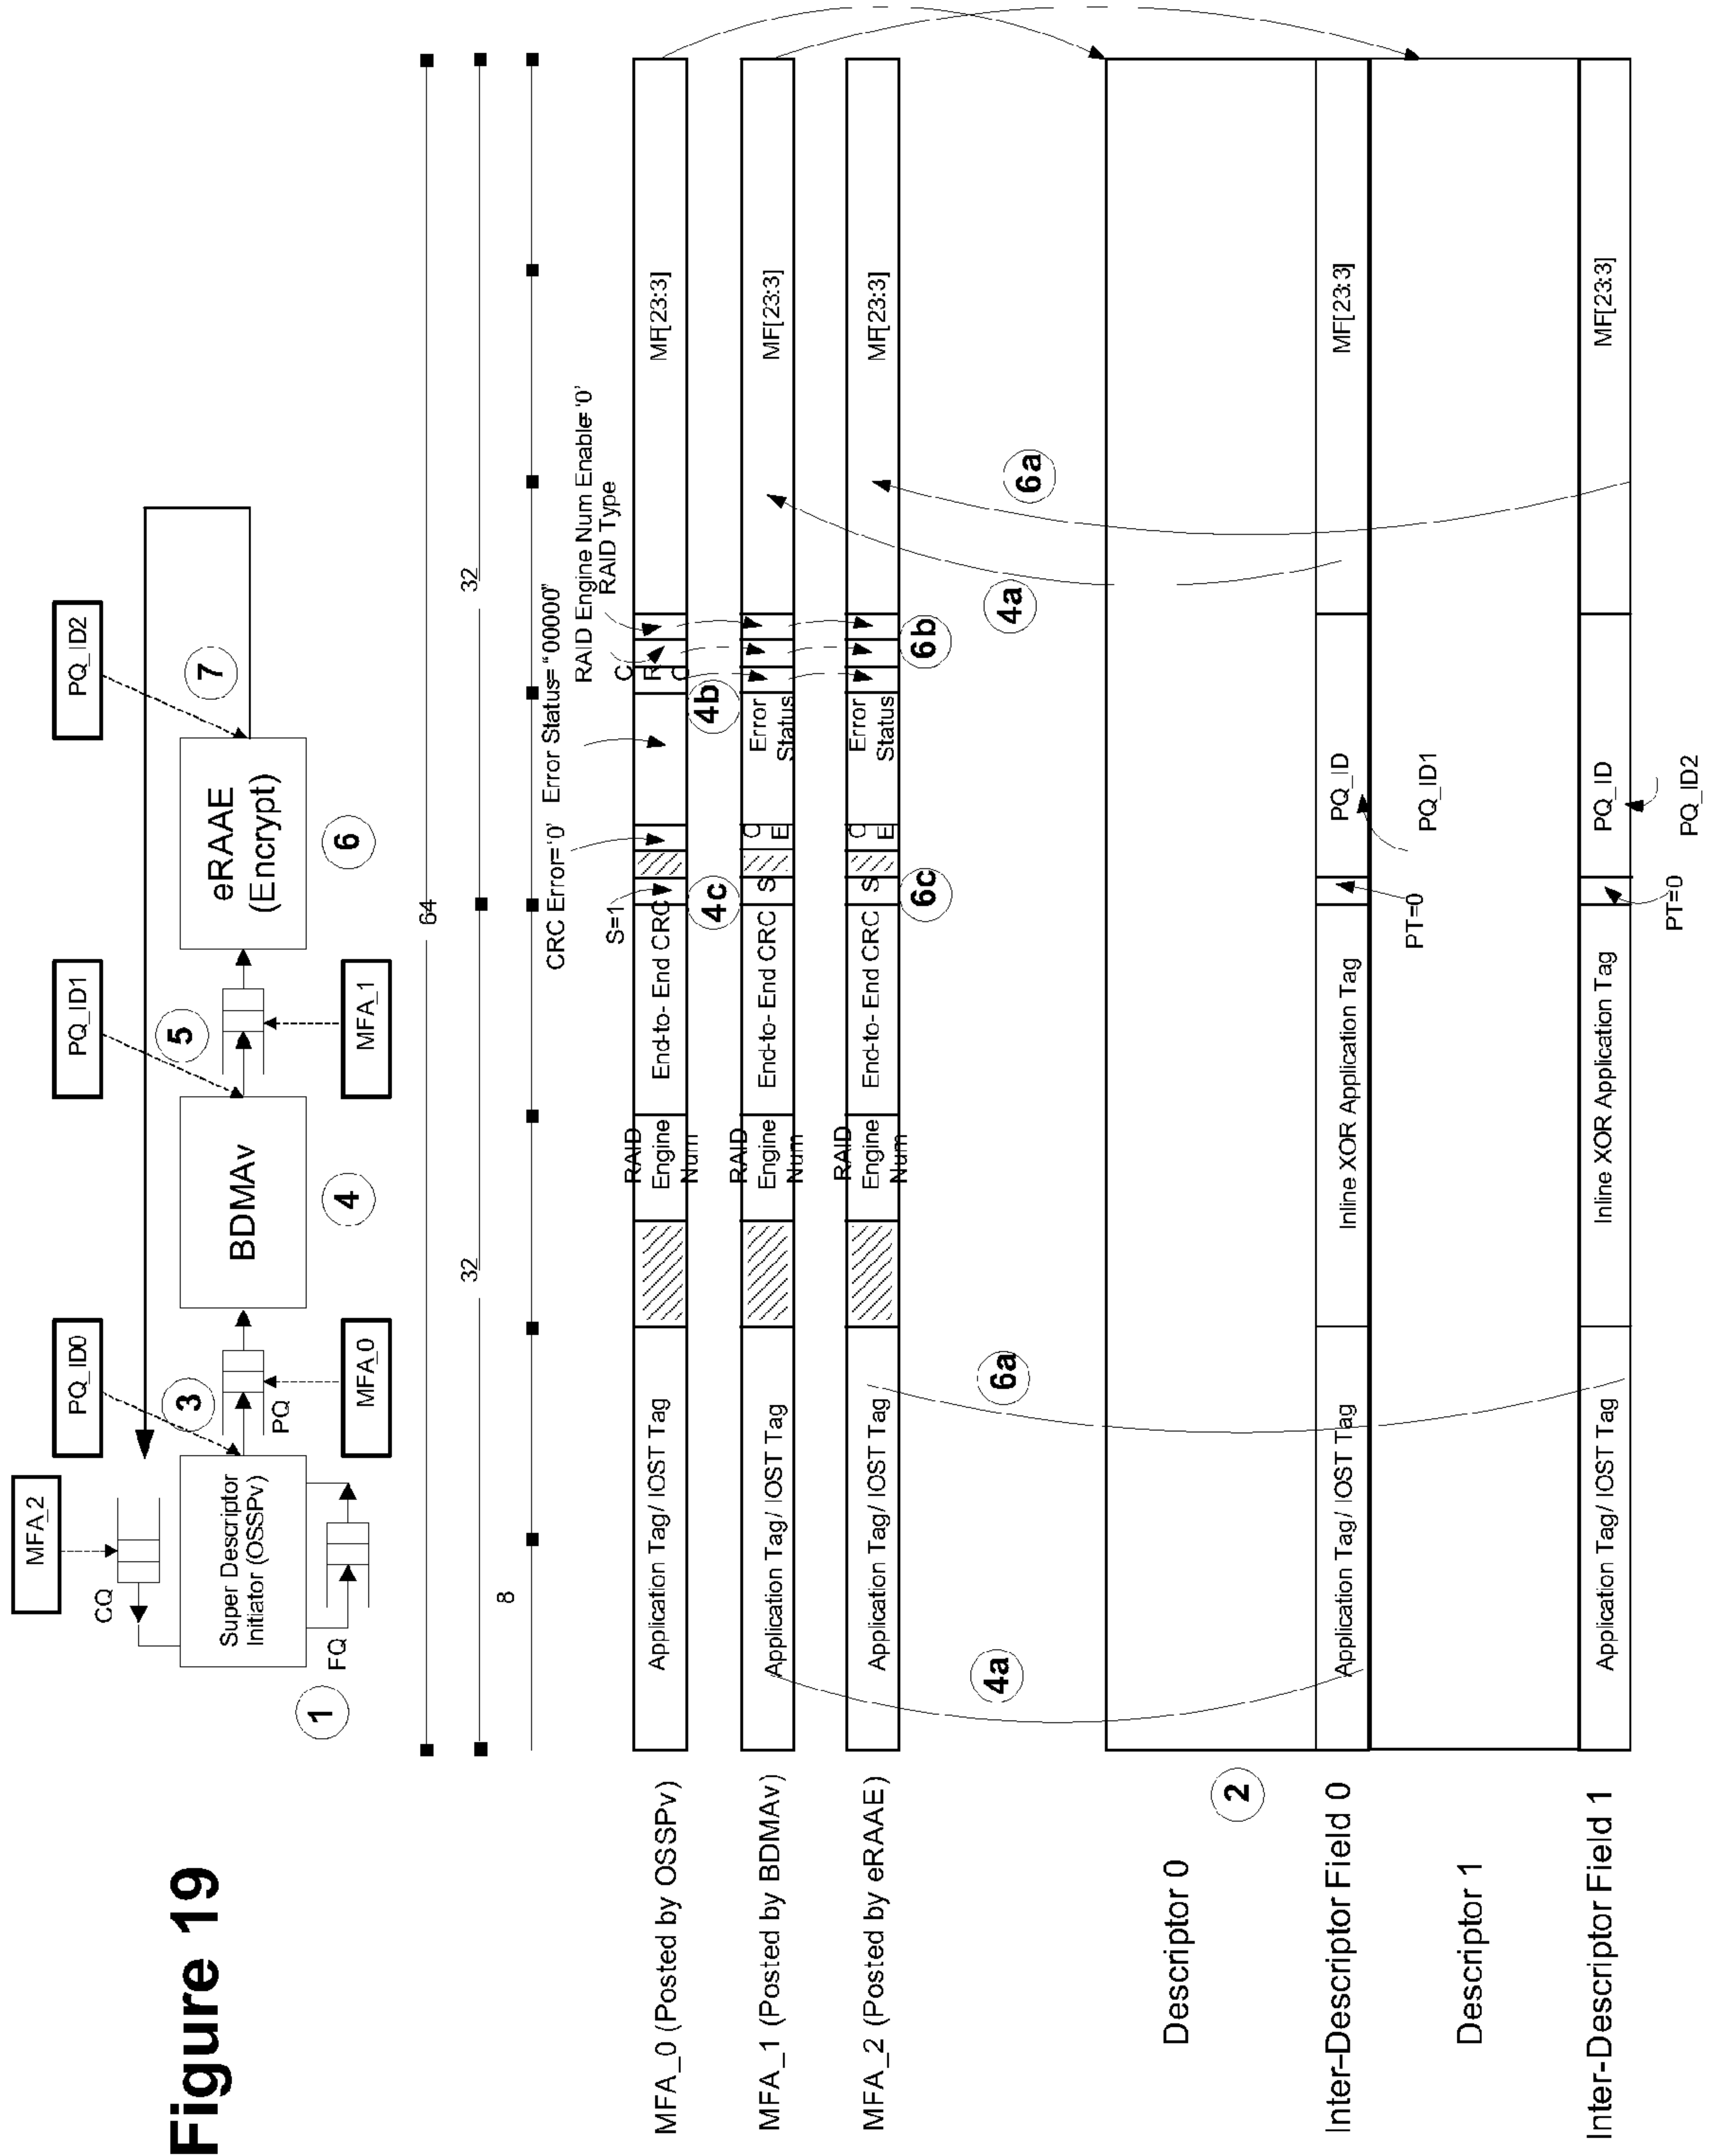 Figure 19
MFA_2
CQ
Super Descriptor
Initiator (OSSPv)
FQ
1
PQ_ID0
3
PQ
MFA_0
BDMAv
4
PQ_ID1
5
MFA_1
eRAAE
(Encrypt)
6
PQ_ID2
7
64
32
32
8
CRC Error='0'
Error Status="00000"
RAID Engine Num Enable='0'
RAID Type
S=1
MFA_0 (Posted by OSSPv)
Application Tag/ IOST Tag
RAID
Engine
Num
End-to- End CRC
C
R
C
MF[23:3]
4c
4b
MFA_1 (Posted by BDMAv)
Application Tag/ IOST Tag
RAID
Engine
Num
End-to- End CRC
S
C
E
Error
Status
MF[23:3]
MFA_2 (Posted by eRAAE)
Application Tag/ IOST Tag
RAID
Engine
Num
End-to- End CRC
S
C
E
Error
Status
MF[23:3]
6c
6b
4a
6a
4a
6a
2
Descriptor 0
Inter-Descriptor Field 0
Application Tag/ IOST Tag
Inline XOR Application Tag
PQ_ID
MF[23:3]
PT=0
PQ_ID1
Descriptor 1
Inter-Descriptor Field 1
Application Tag/ IOST Tag
Inline XOR Application Tag
PQ_ID
MF[23:3]
PT=0
PQ_ID2